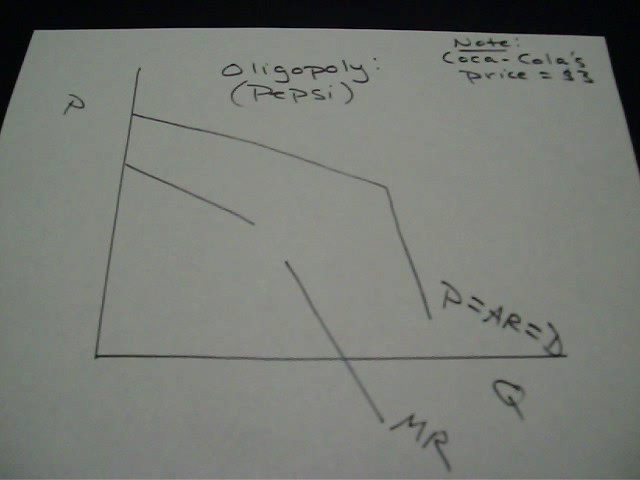 Note:
Coca-Cola's
price = $3
Oligopoly:
(Pepsi)
P
P=AR=D
Q
MR